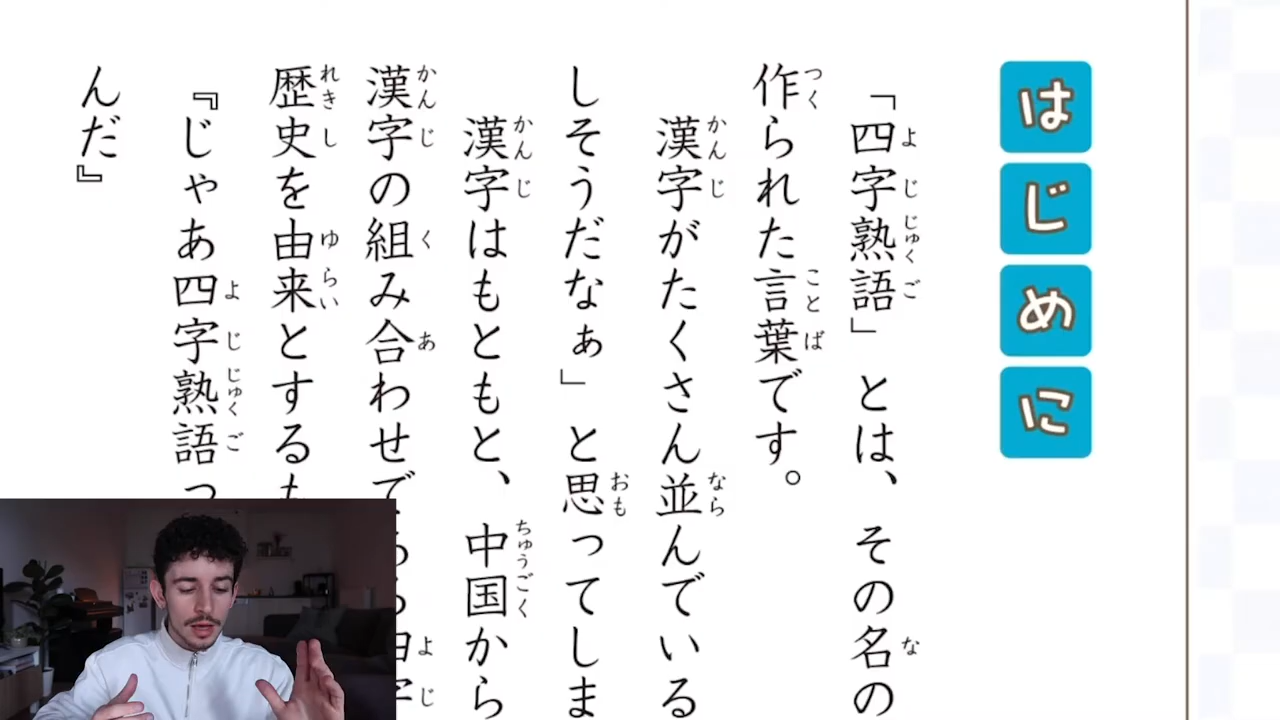 はじめに
「四字熟語」とは、その名の
作られた言葉です。
漢字がたくさん並んでいる
しそうだなぁ」と思ってしま
漢字はもともと、中国から
漢字の組み合わせで
歴史を由来とする
『じゃあ四字熟語っ
んだ』